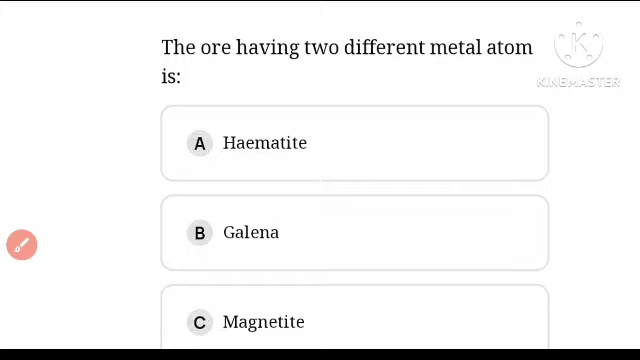 The ore having two different metal atom
is:
K
KINEMASTER
A Haematite
B Galena
C Magnetite